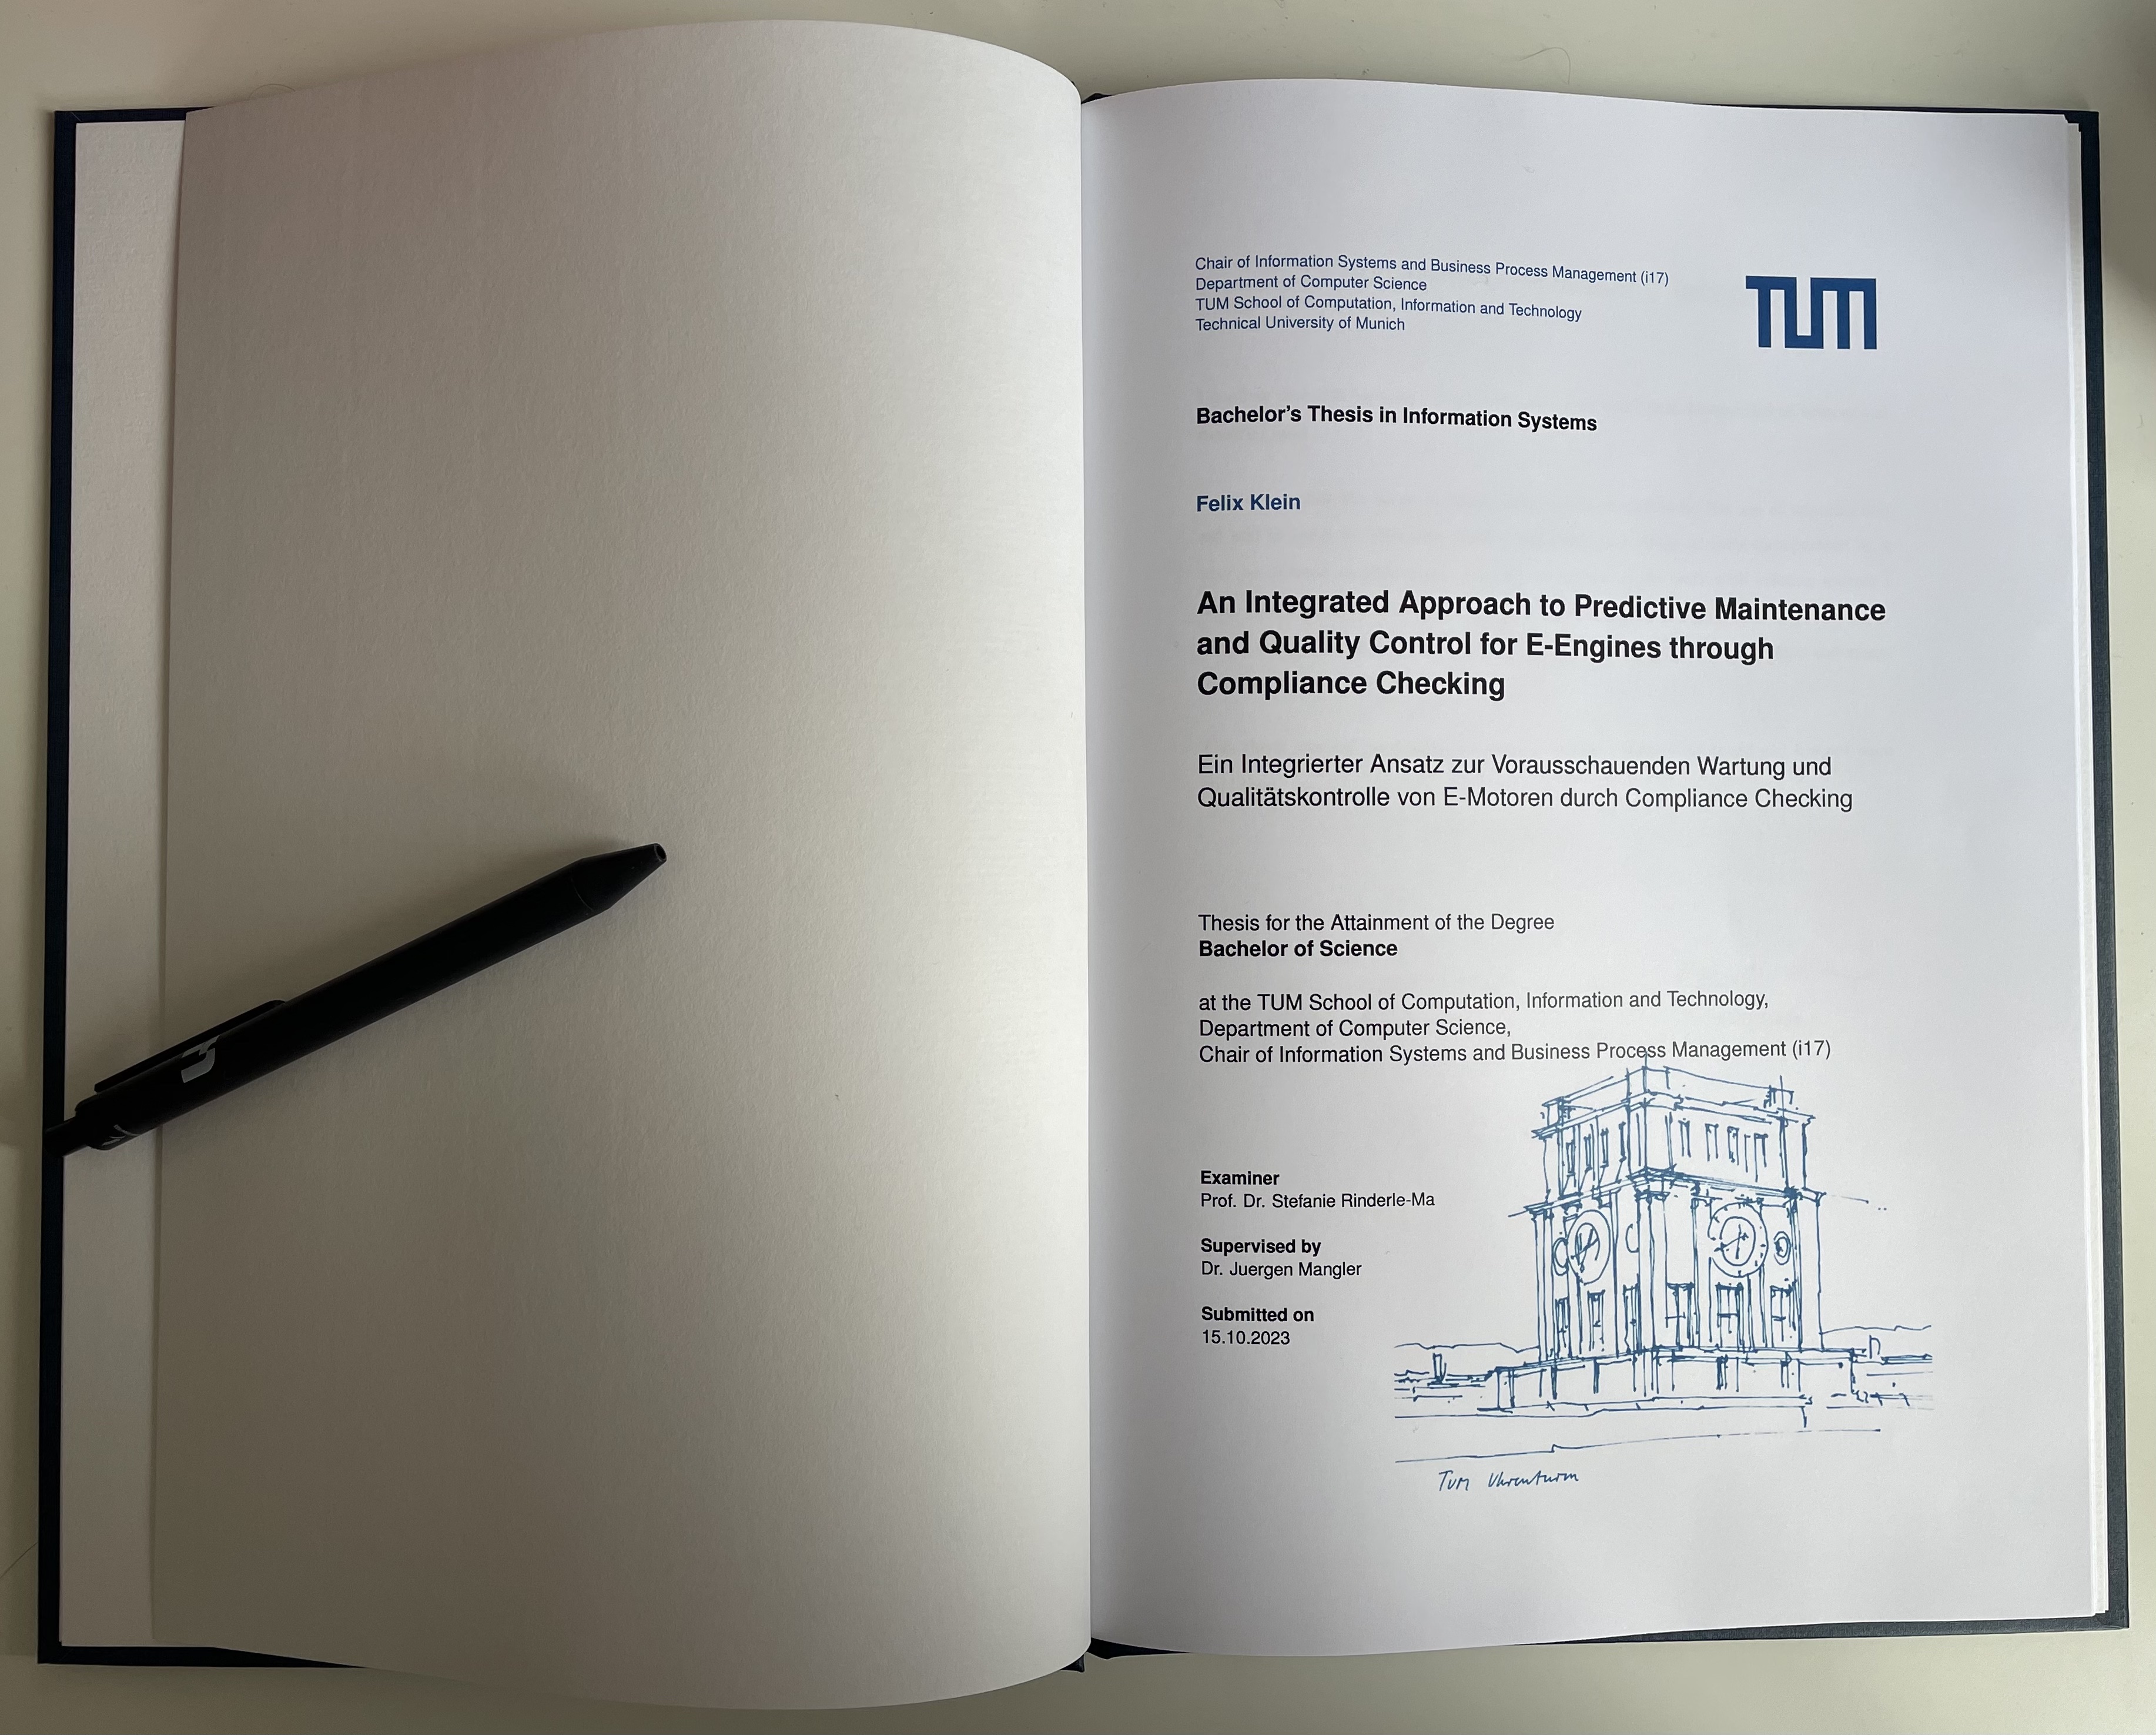 Chair of Information Systems and Business Process Management (i17)
Department of Computer Science
TUM School of Computation, Information and Technology
Technical University of Munich
TUM
Bachelor's Thesis in Information Systems
Felix Klein
An Integrated Approach to Predictive Maintenance
and Quality Control for E-Engines through
Compliance Checking
Ein Integrierter Ansatz zur Vorausschauenden Wartung und
Qualitätskontrolle von E-Motoren durch Compliance Checking
Thesis for the Attainment of the Degree
Bachelor of Science
at the TUM School of Computation, Information and Technology,
Department of Computer Science,
Chair of Information Systems and Business Process Management (i17)
Examiner
Prof. Dr. Stefanie Rinderle-Ma
Supervised by
Dr. Juergen Mangler
Submitted on
15.10.2023
TUM Uhrenturm